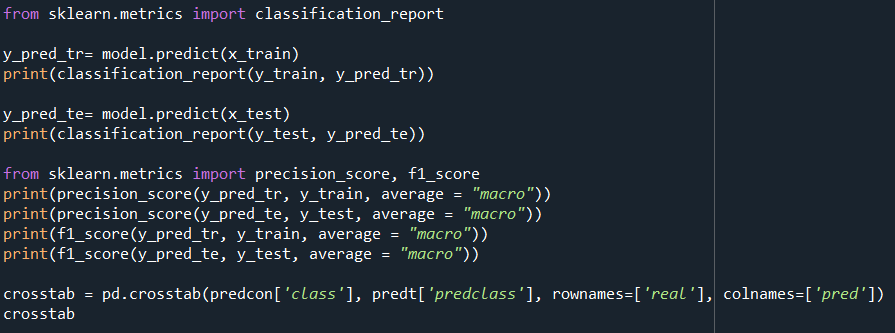 from sklearn.metrics import classification_report
y_pred_tr= model.predict(x_train)
print(classification_report(y_train, y_pred_tr))
y_pred_te= model.predict(x_test)
print(classification_report(y_test, y_pred_te))
from sklearn.metrics import precision_score, f1_score
print(precision_score(y_pred_tr, y_train, average = "macro"))
print(precision_score(y_pred_te, y_test, average = "macro"))
print(f1_score(y_pred_tr, y_train, average = "macro"))
print(f1_score(y_pred_te, y_test, average = "macro"))
crosstab = pd.crosstab(predcon['class'], predt['predclass'], rownames=['real'], colnames=['pred'])
crosstab